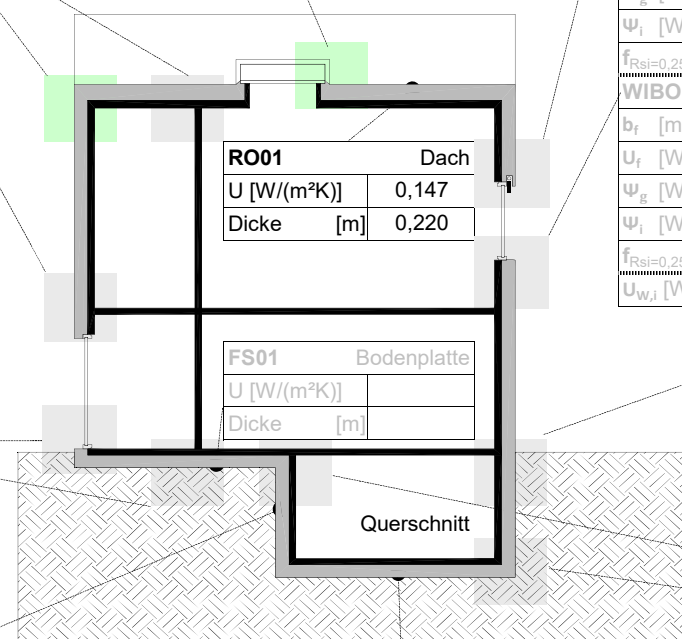 RO01 Dach
U [W/(m²K)] 0,147
Dicke [m] 0,220
FS01 Bodenplatte
U [W/(m²K)]
Dicke [m]
Querschnitt
Ψi [W
fRsi=0,25
WIBO
bf [m
Uf [W
Ψg [W
Ψi [W
fRsi=0,25
UW,i [W